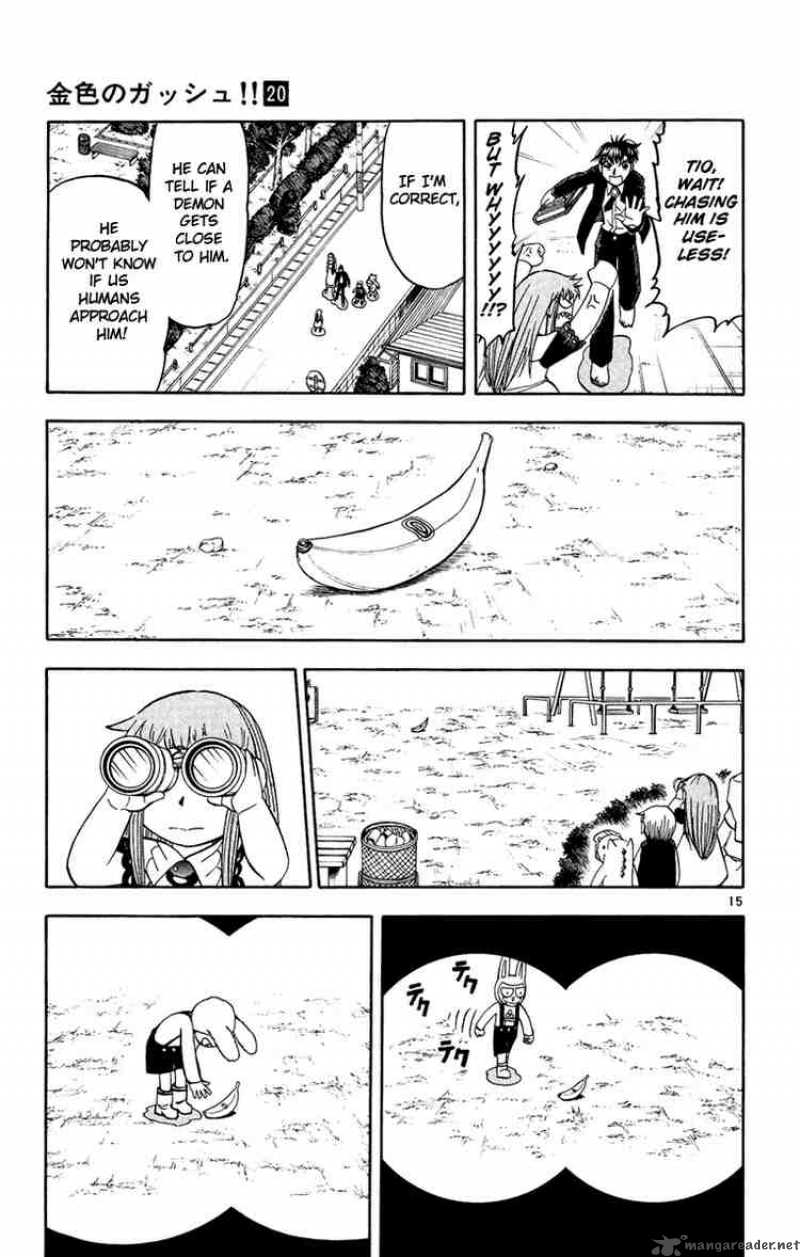 金色のガッシュ!! 20
TIO,
WAIT!
CHASING
HIM IS
USE-
LESS!
BUT WHYYYYYY!!?
IF I'M
CORRECT,
HE CAN
TELL IF A
DEMON
GETS
CLOSE
TO HIM.
HE
PROBABLY
WON'T KNOW
IF US
HUMANS
APPROACH
HIM!
15
テク
テク
テク
mangareader.net